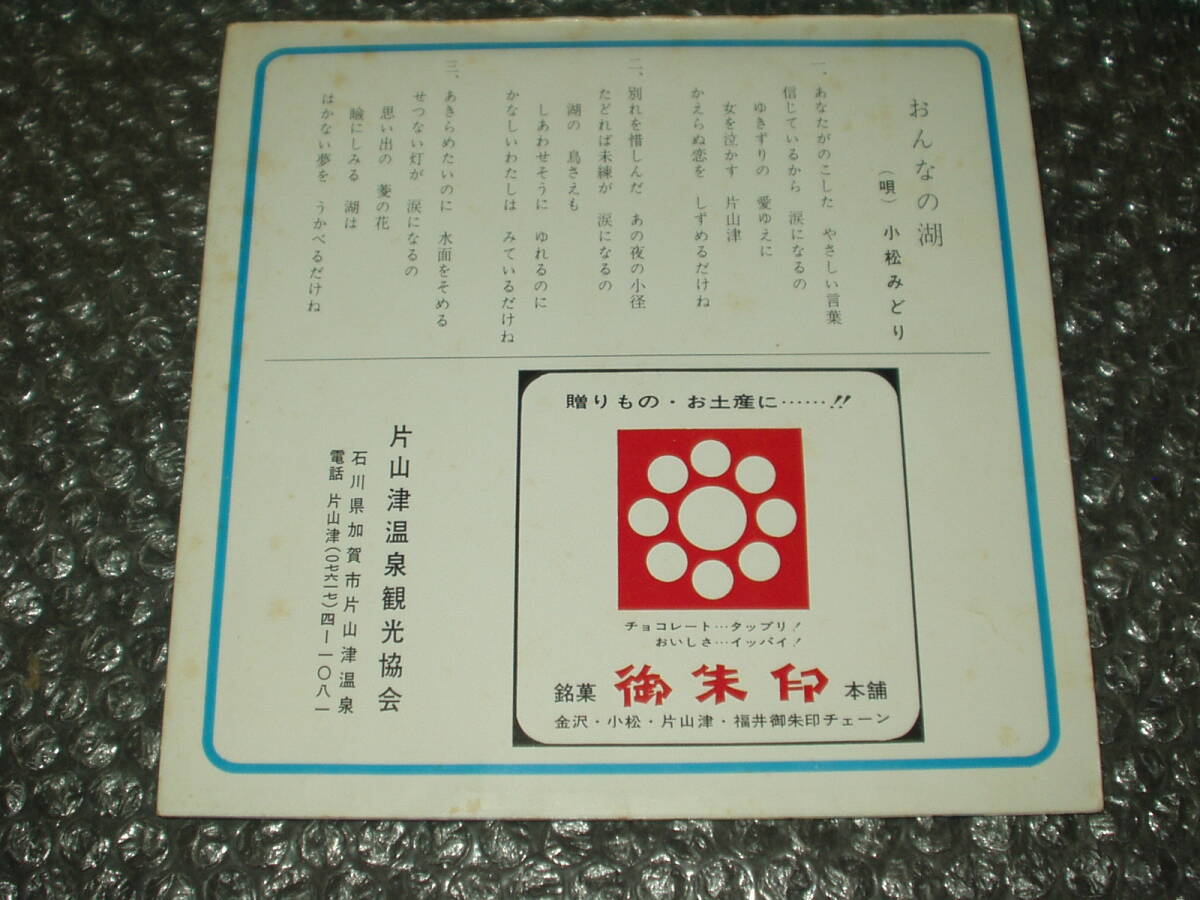 おんなの湖
（唄）　小松みどり
一、あなたがのこした　やさしい言葉
信じているから　涙になるの
ゆきずりの　愛ゆえに
女を泣かす　片山津
かえらぬ恋を　しずめるだけね
二、別れを惜しんだ　あの夜の小径
たどれば未練が　涙になるの
湖の　鳥さえも
しあわせそうに　ゆれるのに
かなしいわたしは　みているだけね
三、あきらめたいのに　水面をそめる
せつない灯が　涙になるの
思い出の　菱の花
瞼にしみる　湖は
はかない夢を　うかべるだけね
贈りもの・お土産に……!!
チョコレート…タップリ！
おいしさ…イッパイ！
銘菓 御朱印 本舗
金沢・小松・片山津・福井御朱印チェーン
片山津温泉観光協会
石川県加賀市片山津温泉
電話　片山津（〇七六一七）四―一〇八一